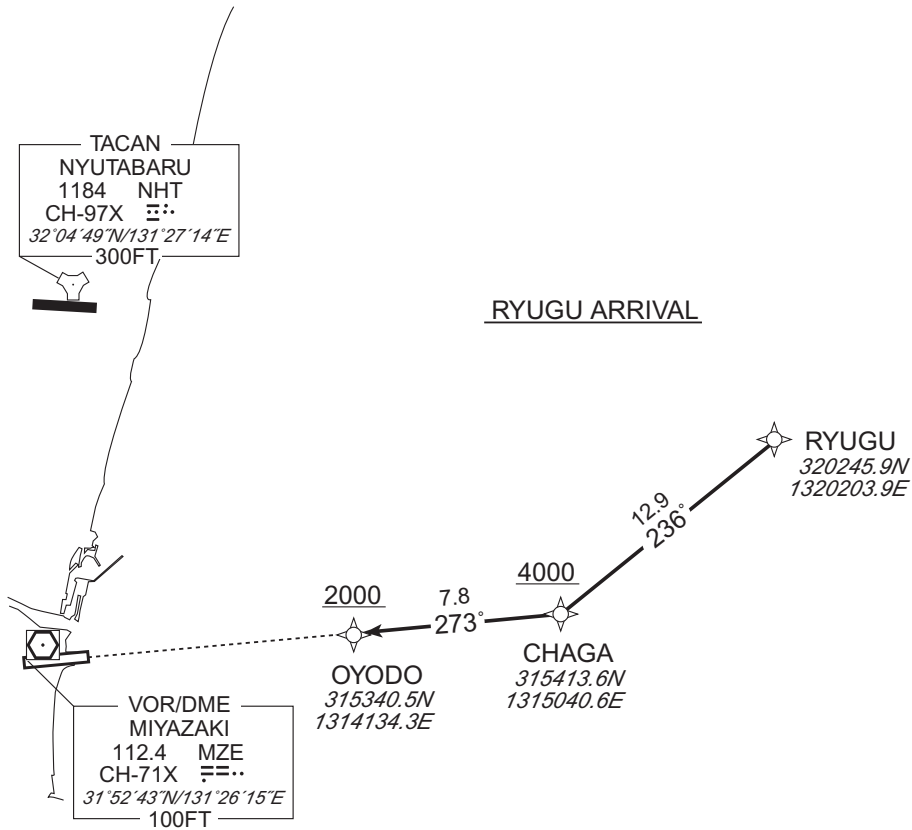 TACAN
NYUTABARU
1184 NHT
CH-97X
32°04´49˝N/131°27´14˝E
300FT
RYUGU ARRIVAL
RYUGU
320245.9N
1320203.9E
12.9
236°
4000
CHAGA
315413.6N
1315040.6E
7.8
273°
2000
OYODO
315340.5N
1314134.3E
VOR/DME
MIYAZAKI
112.4 MZE
CH-71X
31°52´43˝N/131°26´15˝E
100FT